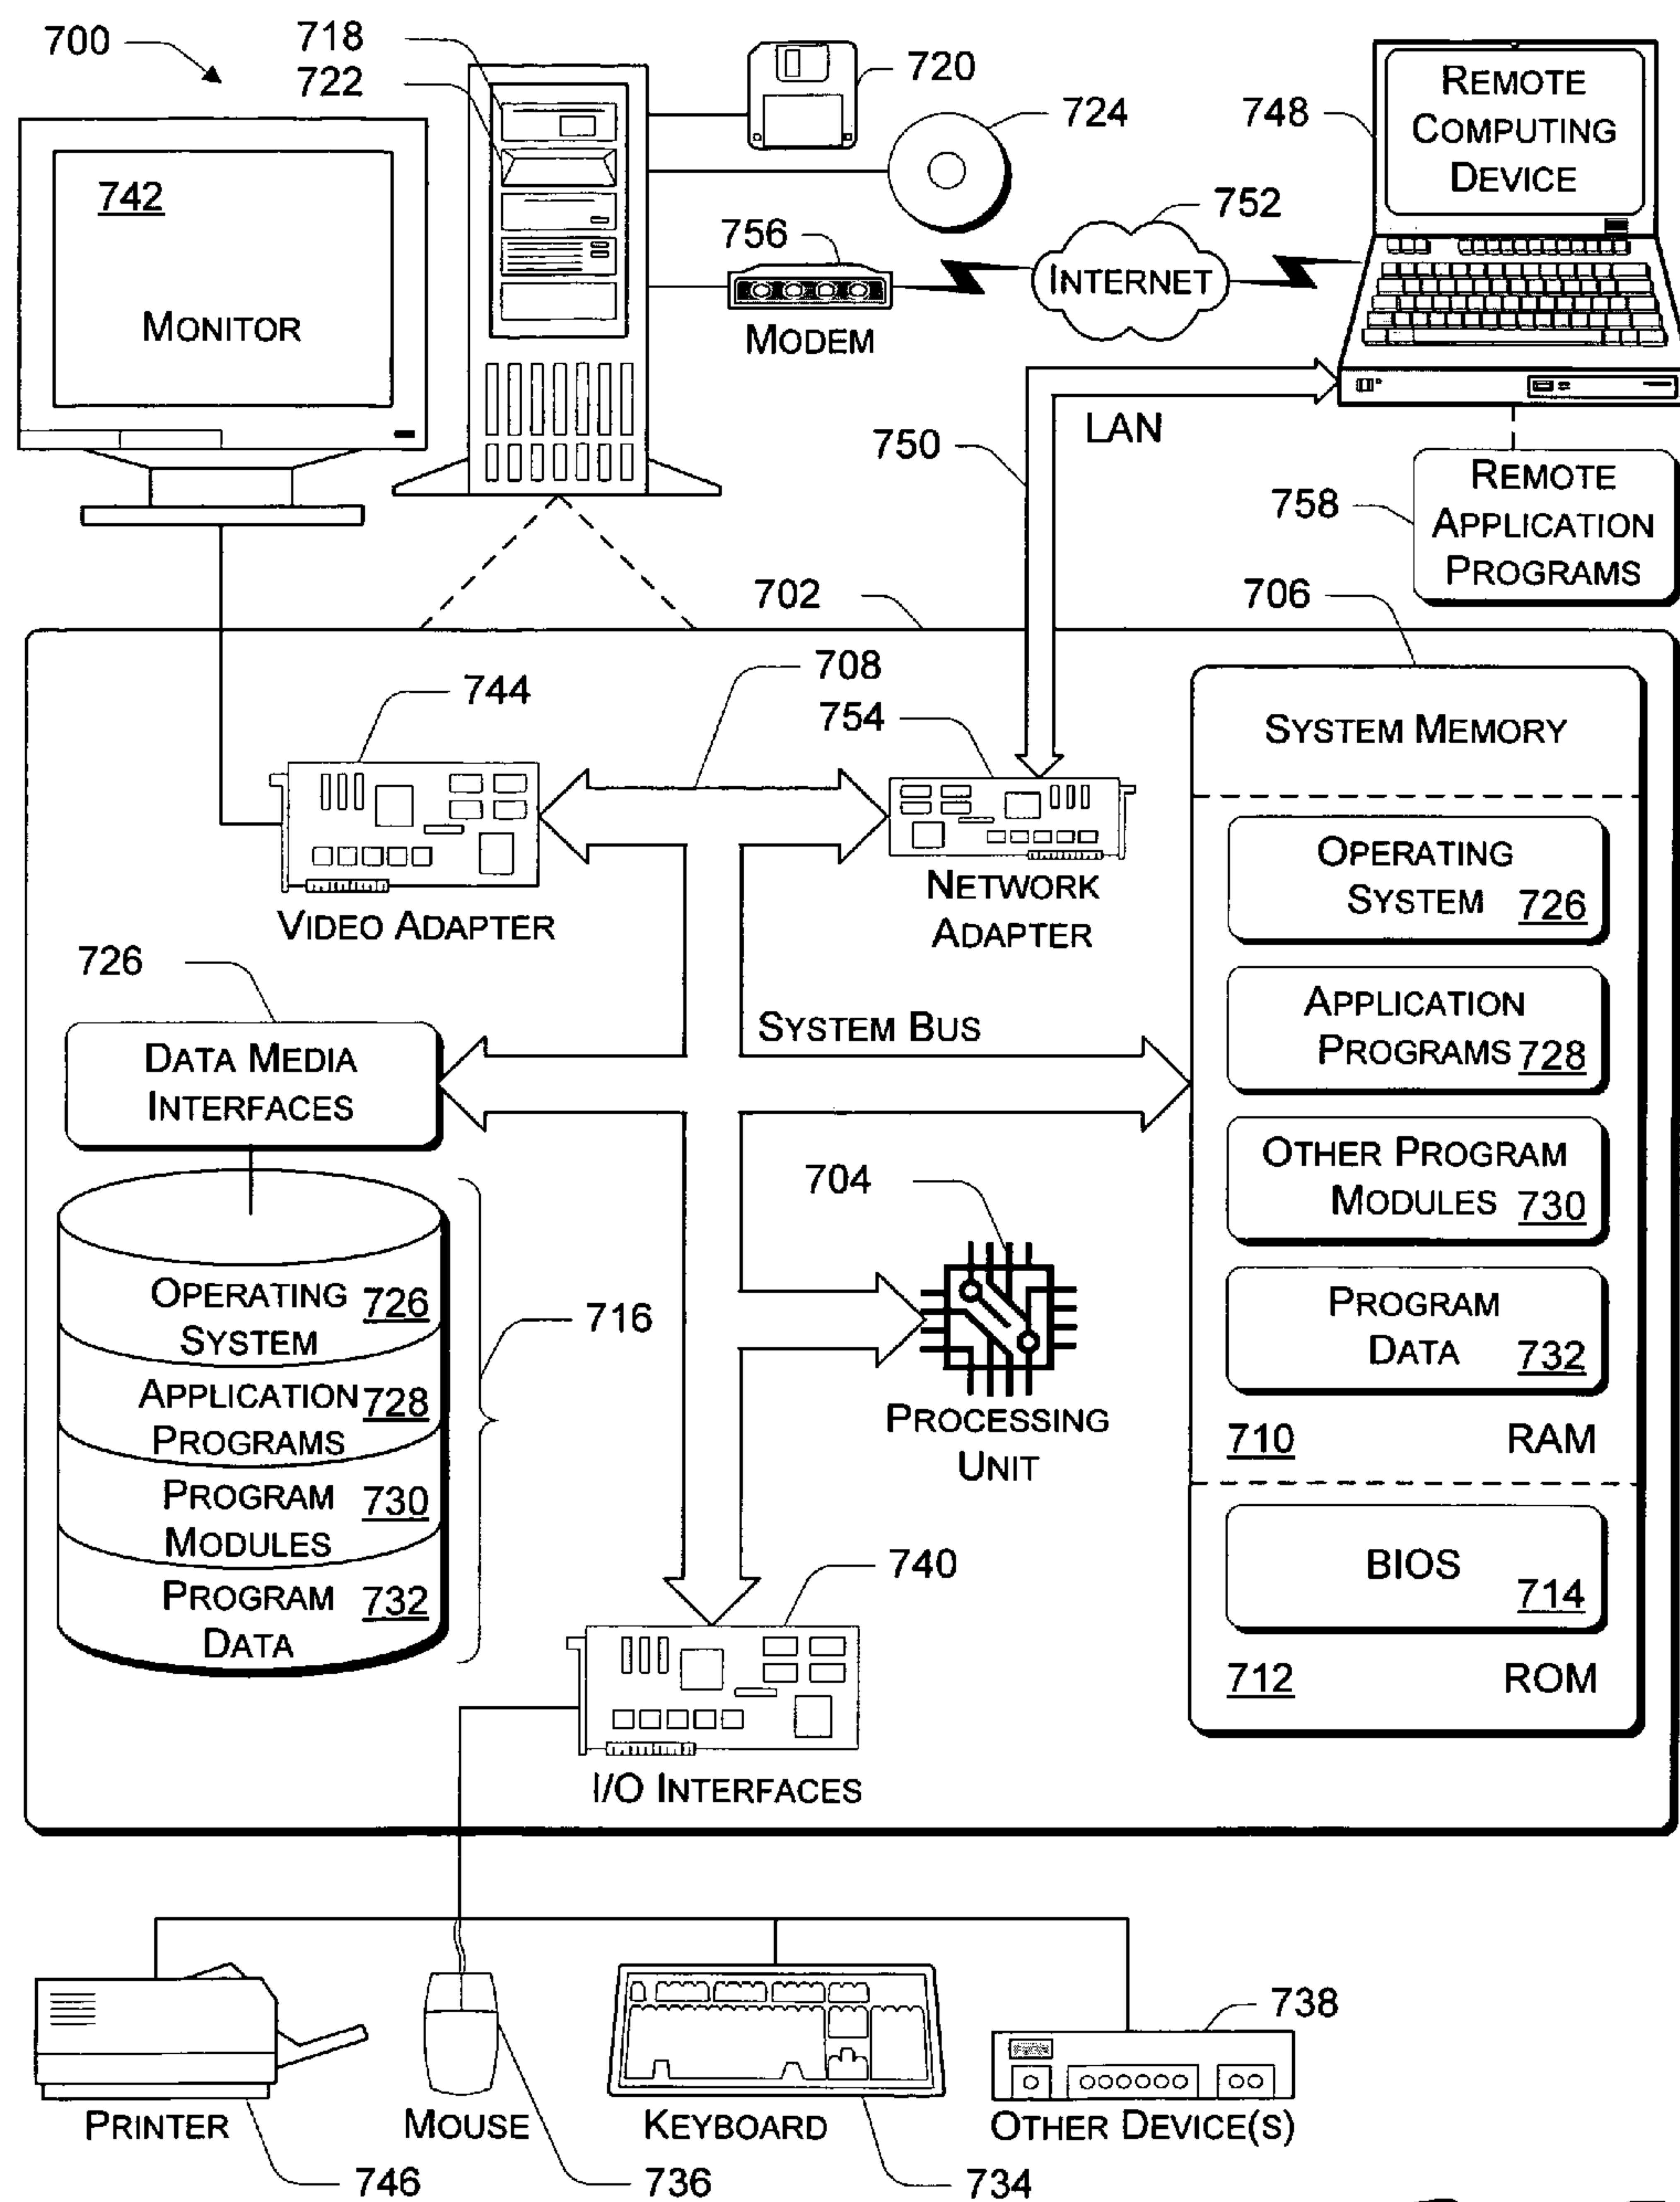 700
718
722
720
724
748
REMOTE
COMPUTING
DEVICE
742
MONITOR
756
MODEM
752
INTERNET
750
LAN
758
REMOTE
APPLICATION
PROGRAMS
702
706
708
744
754
SYSTEM MEMORY
VIDEO ADAPTER
NETWORK
ADAPTER
OPERATING
SYSTEM 726
726
DATA MEDIA
INTERFACES
SYSTEM BUS
APPLICATION
PROGRAMS 728
OTHER PROGRAM
MODULES 730
704
PROCESSING
UNIT
PROGRAM
DATA 732
710 RAM
OPERATING 726
SYSTEM
APPLICATION 728
PROGRAMS
PROGRAM 730
MODULES
PROGRAM 732
DATA
716
BIOS
714
712 ROM
740
I/O INTERFACES
PRINTER
746
MOUSE
736
KEYBOARD
734
738
OTHER DEVICE(S)